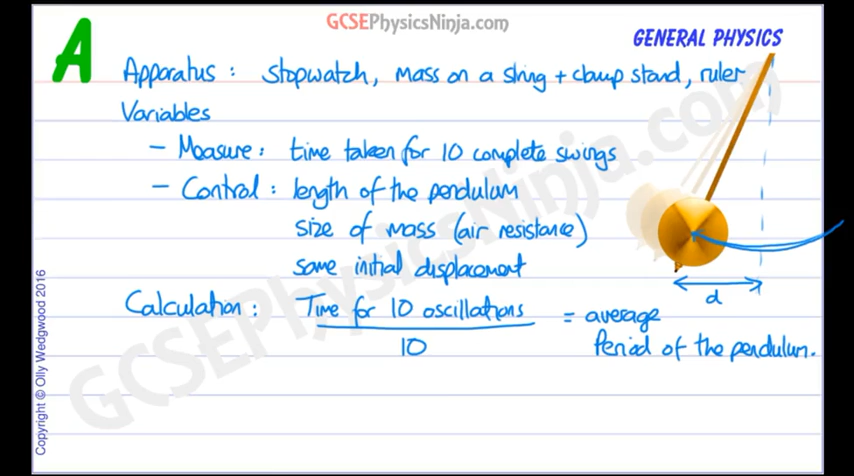 GCSEPhysicsNinja.com
GENERAL PHYSICS
A
Apparatus : stopwatch, mass on a string + clamp stand, ruler
Variables
- Measure : time taken for 10 complete swings
- Control : length of the pendulum
size of mass (air resistance)
same initial displacement
Calculation : Time for 10 oscillations
10
= average
Period of the pendulum.
d
Copyright © Olly Wedgwood 2016
GCSEPhysicsNinja.com